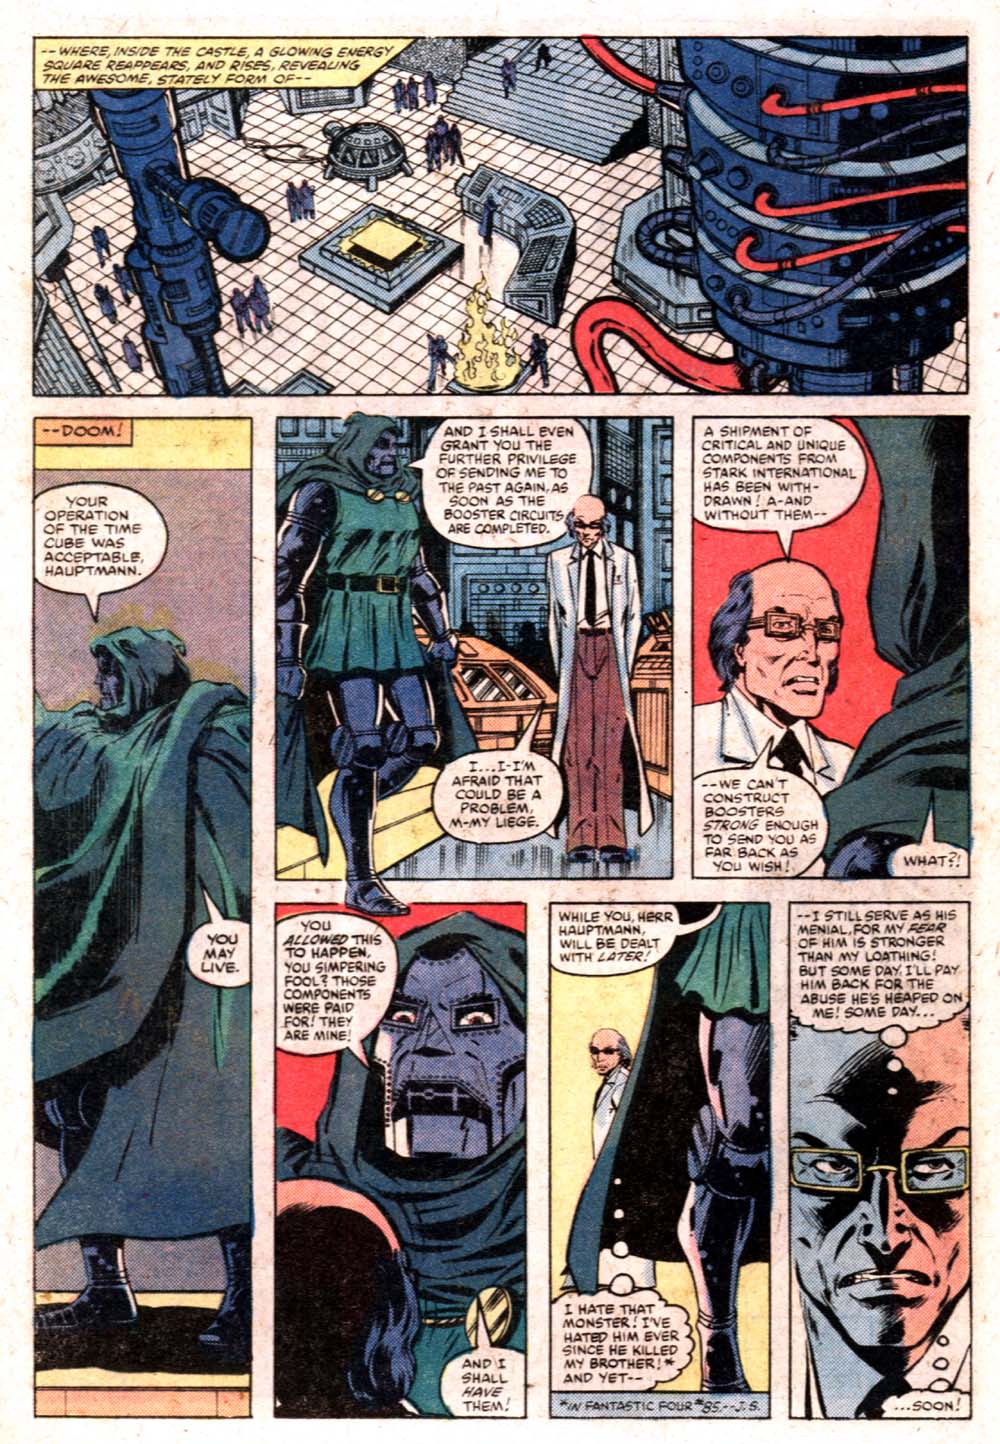 --WHERE, INSIDE THE CASTLE, A GLOWING ENERGY
SQUARE REAPPEARS, AND RISES, REVEALING
THE AWESOME, STATELY FORM OF--
--DOOM!
YOUR
OPERATION
OF THE TIME
CUBE WAS
ACCEPTABLE,
HAUPTMANN.
YOU
MAY
LIVE.
AND I SHALL EVEN
GRANT YOU THE
FURTHER PRIVILEGE
OF SENDING ME TO
THE PAST AGAIN, AS
SOON AS THE
BOOSTER CIRCUITS
ARE COMPLETED.
I...I-I'M
AFRAID THAT
COULD BE A
PROBLEM,
M-MY LIEGE.
A SHIPMENT OF
CRITICAL AND UNIQUE
COMPONENTS FROM
STARK INTERNATIONAL
HAS BEEN WITH-
DRAWN! A-AND
WITHOUT THEM--
--WE CAN'T
CONSTRUCT
BOOSTERS
STRONG ENOUGH
TO SEND YOU AS
FAR BACK AS
YOU WISH!
WHAT?!
YOU
ALLOWED THIS
TO HAPPEN,
YOU SIMPERING
FOOL? THOSE
COMPONENTS
WERE PAID
FOR! THEY
ARE MINE!
AND I
SHALL
HAVE
THEM!
WHILE YOU, HERR
HAUPTMANN,
WILL BE DEALT
WITH LATER!
I HATE THAT
MONSTER! I'VE
HATED HIM EVER
SINCE HE KILLED
MY BROTHER!*
AND YET--
*IN FANTASTIC FOUR #85.--J.S.
--I STILL SERVE AS HIS
MENIAL, FOR MY FEAR
OF HIM IS STRONGER
THAN MY LOATHING!
BUT SOME DAY, I'LL PAY
HIM BACK FOR THE
ABUSE HE'S HEAPED ON
ME! SOME DAY...
...SOON!